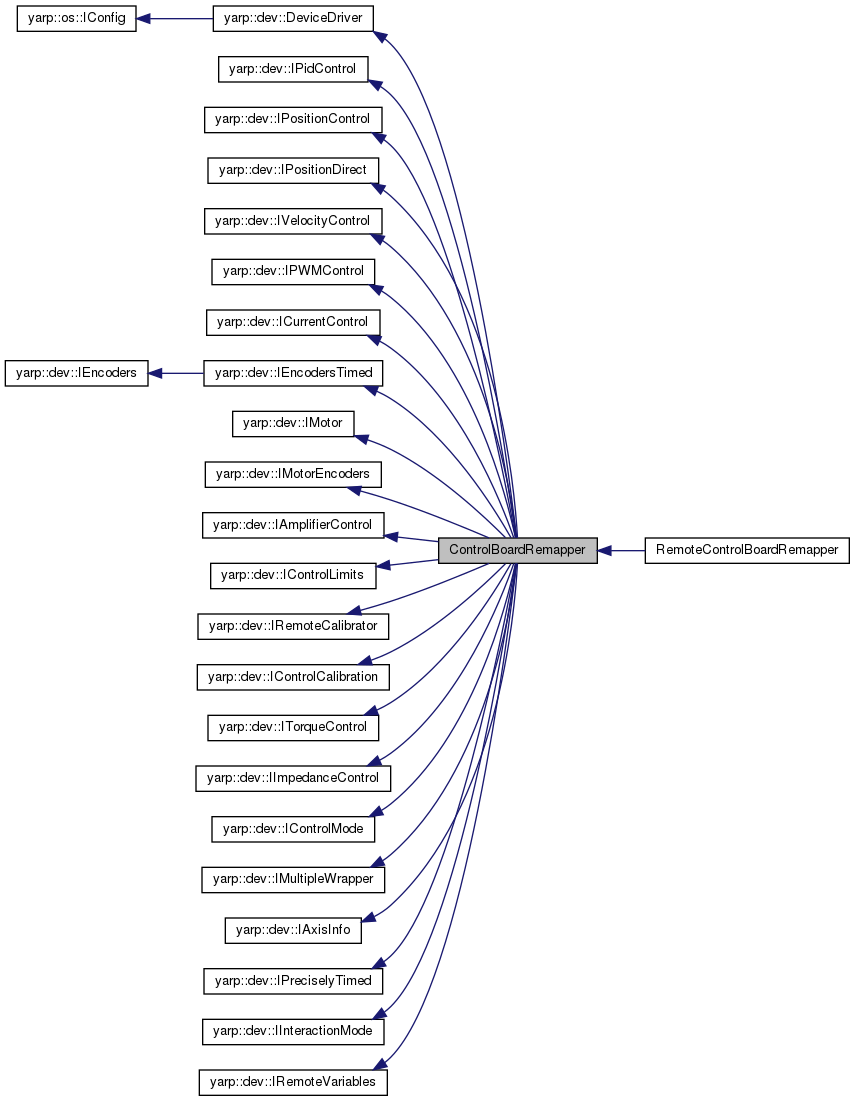 yarp::os::IConfig
yarp::dev::DeviceDriver
yarp::dev::IPidControl
yarp::dev::IPositionControl
yarp::dev::IPositionDirect
yarp::dev::IVelocityControl
yarp::dev::IPWMControl
yarp::dev::ICurrentControl
yarp::dev::IEncoders
yarp::dev::IEncodersTimed
yarp::dev::IMotor
yarp::dev::IMotorEncoders
yarp::dev::IAmplifierControl
ControlBoardRemapper
RemoteControlBoardRemapper
yarp::dev::IControlLimits
yarp::dev::IRemoteCalibrator
yarp::dev::IControlCalibration
yarp::dev::ITorqueControl
yarp::dev::IImpedanceControl
yarp::dev::IControlMode
yarp::dev::IMultipleWrapper
yarp::dev::IAxisInfo
yarp::dev::IPreciselyTimed
yarp::dev::IInteractionMode
yarp::dev::IRemoteVariables